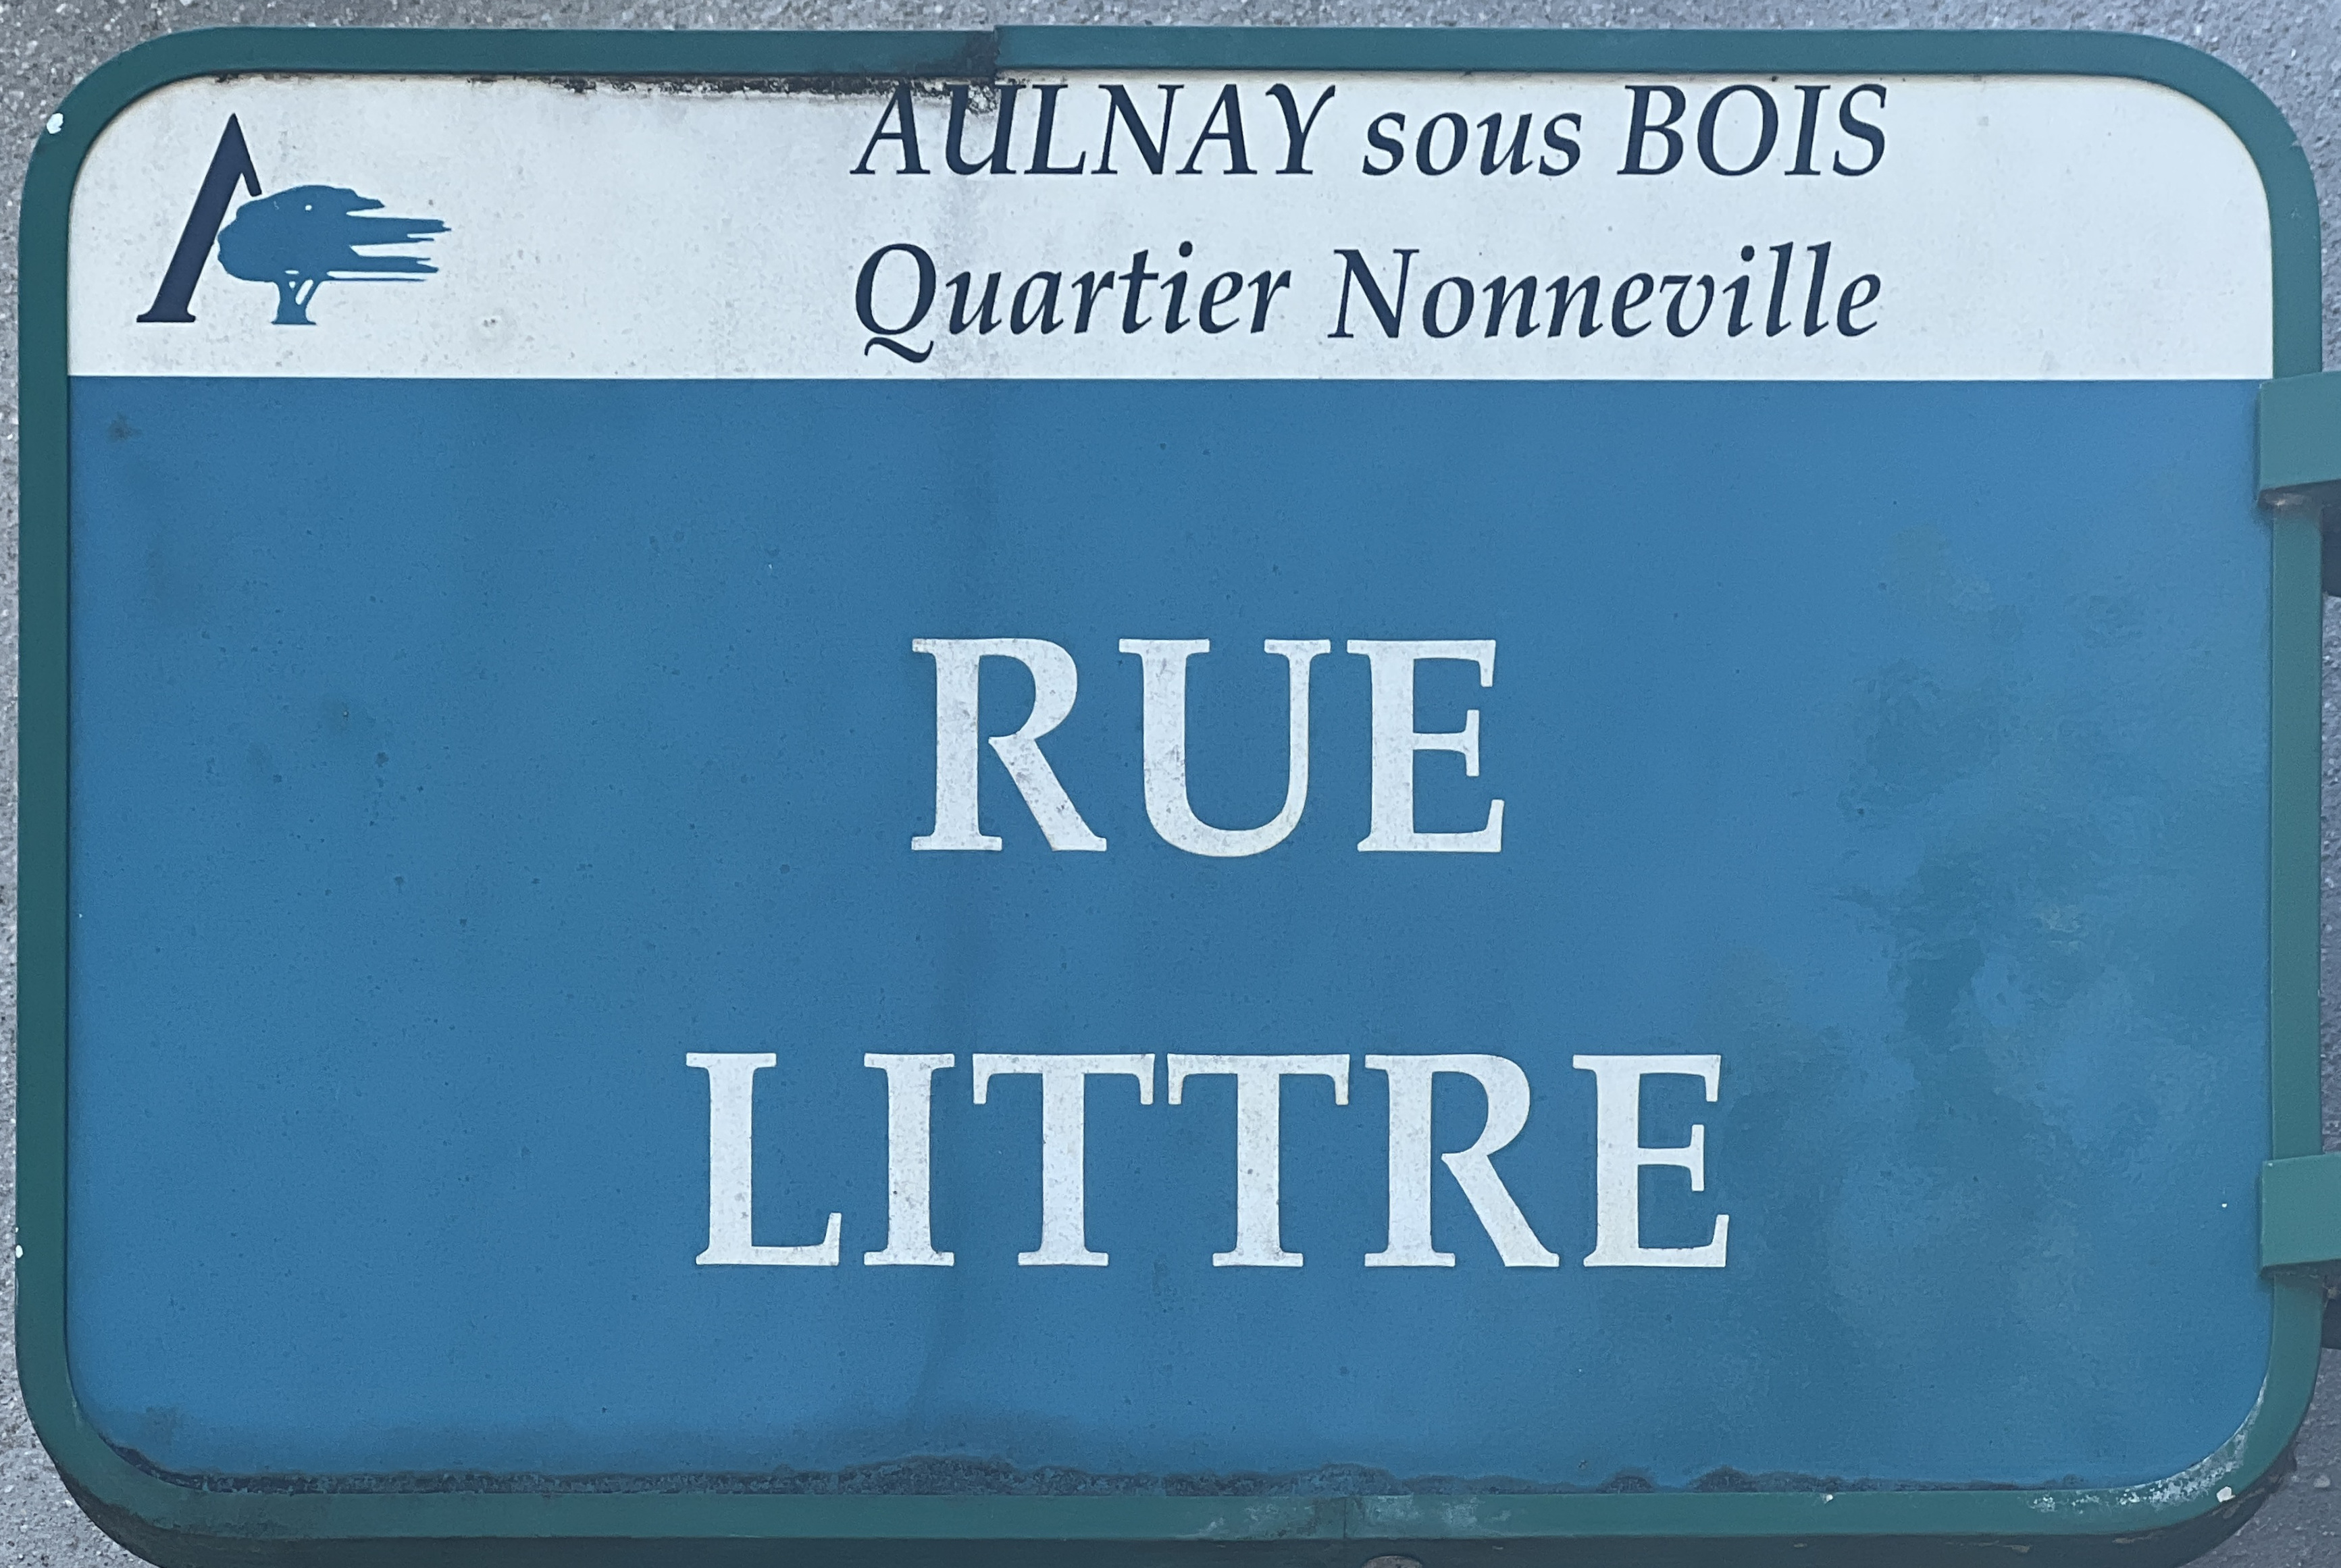 AULNAY sous BOIS
Quartier Nonneville
RUE
LITTRE